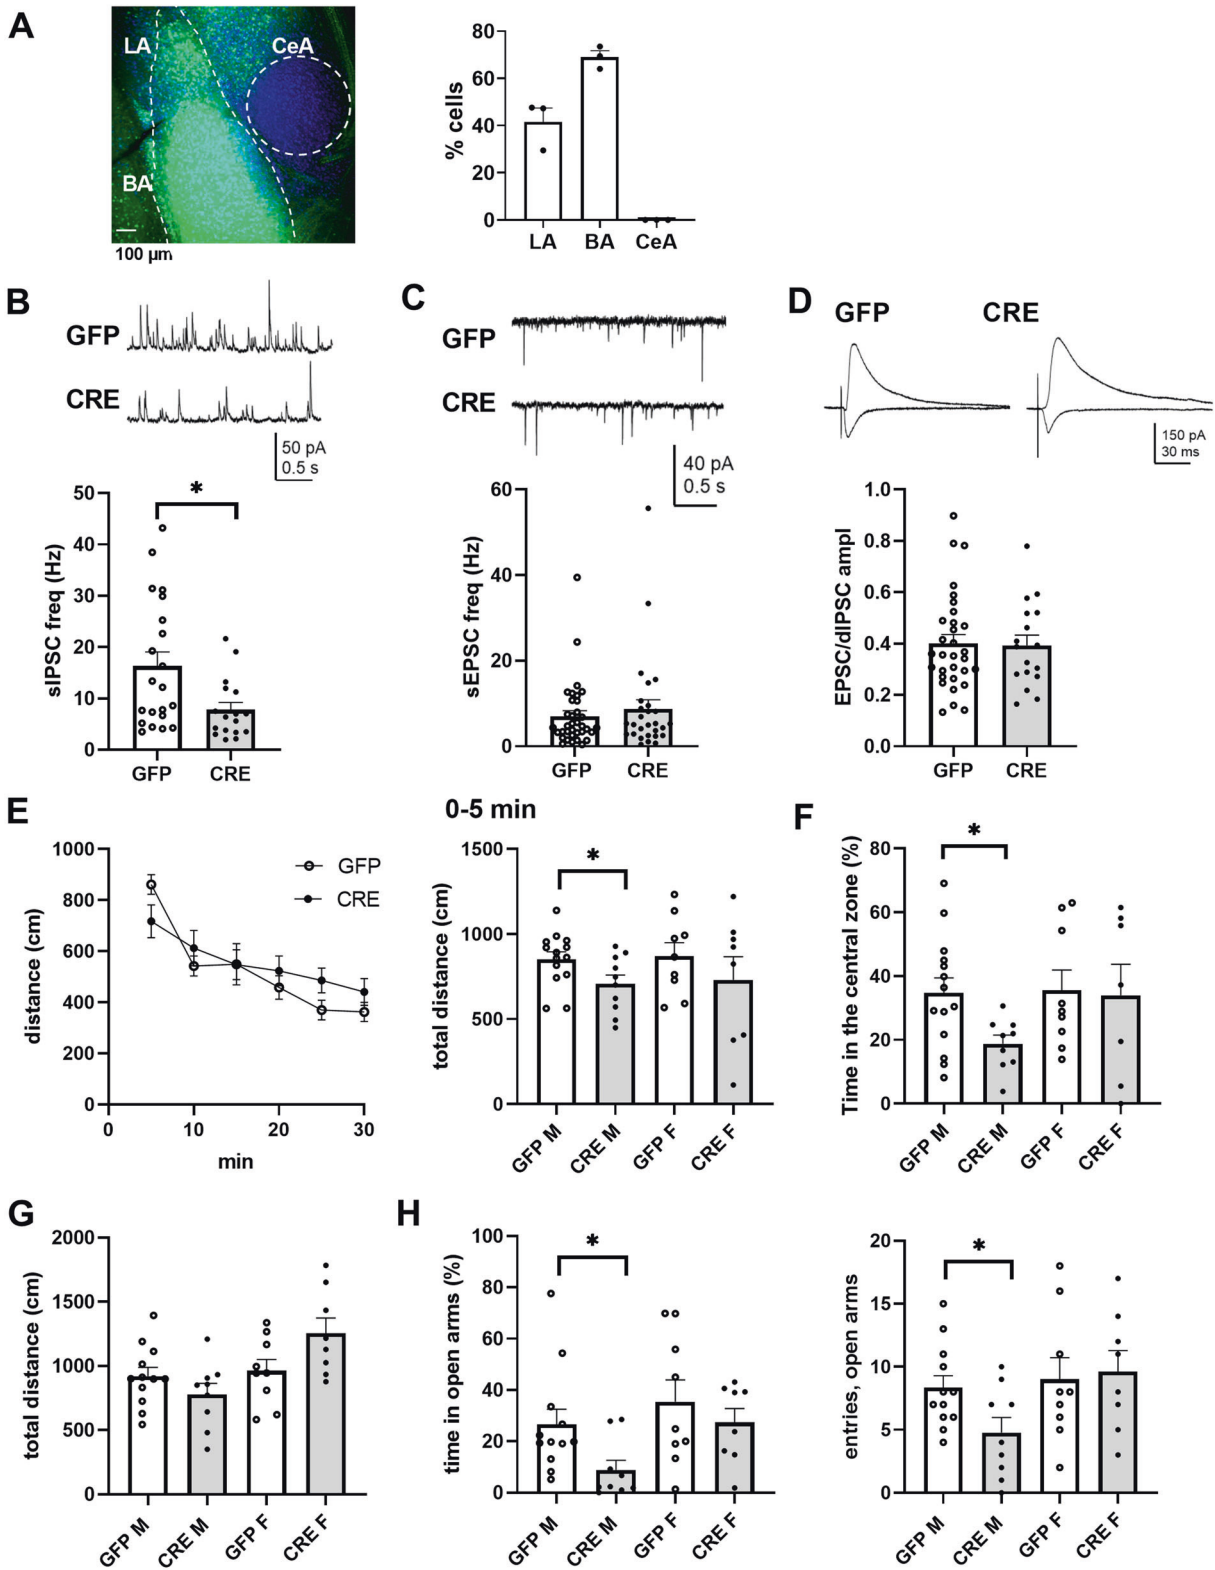 A
LA
CeA
BA
100 µm
80
60
40
20
0
% cells
LA BA CeA
B
GFP
CRE
50 pA
0.5 s
*
50
40
30
20
10
0
sIPSC freq (Hz)
GFP CRE
C
GFP
CRE
40 pA
0.5 s
60
40
20
0
sEPSC freq (Hz)
GFP CRE
D
GFP CRE
150 pA
30 ms
1.0
0.8
0.6
0.4
0.2
0.0
EPSC/dIPSC ampl
GFP CRE
E
1000
800
600
400
200
0
distance (cm)
GFP
CRE
0 10 20 30
min
0-5 min
1500
1000
500
0
total distance (cm)
*
GFP M CRE M GFP F CRE F
F
80
60
40
20
0
Time in the central zone (%)
*
GFP M CRE M GFP F CRE F
G
2000
1500
1000
500
0
total distance (cm)
GFP M CRE M GFP F CRE F
H
100
80
60
40
20
0
time in open arms (%)
*
GFP M CRE M GFP F CRE F
20
15
10
5
0
entries, open arms
*
GFP M CRE M GFP F CRE F